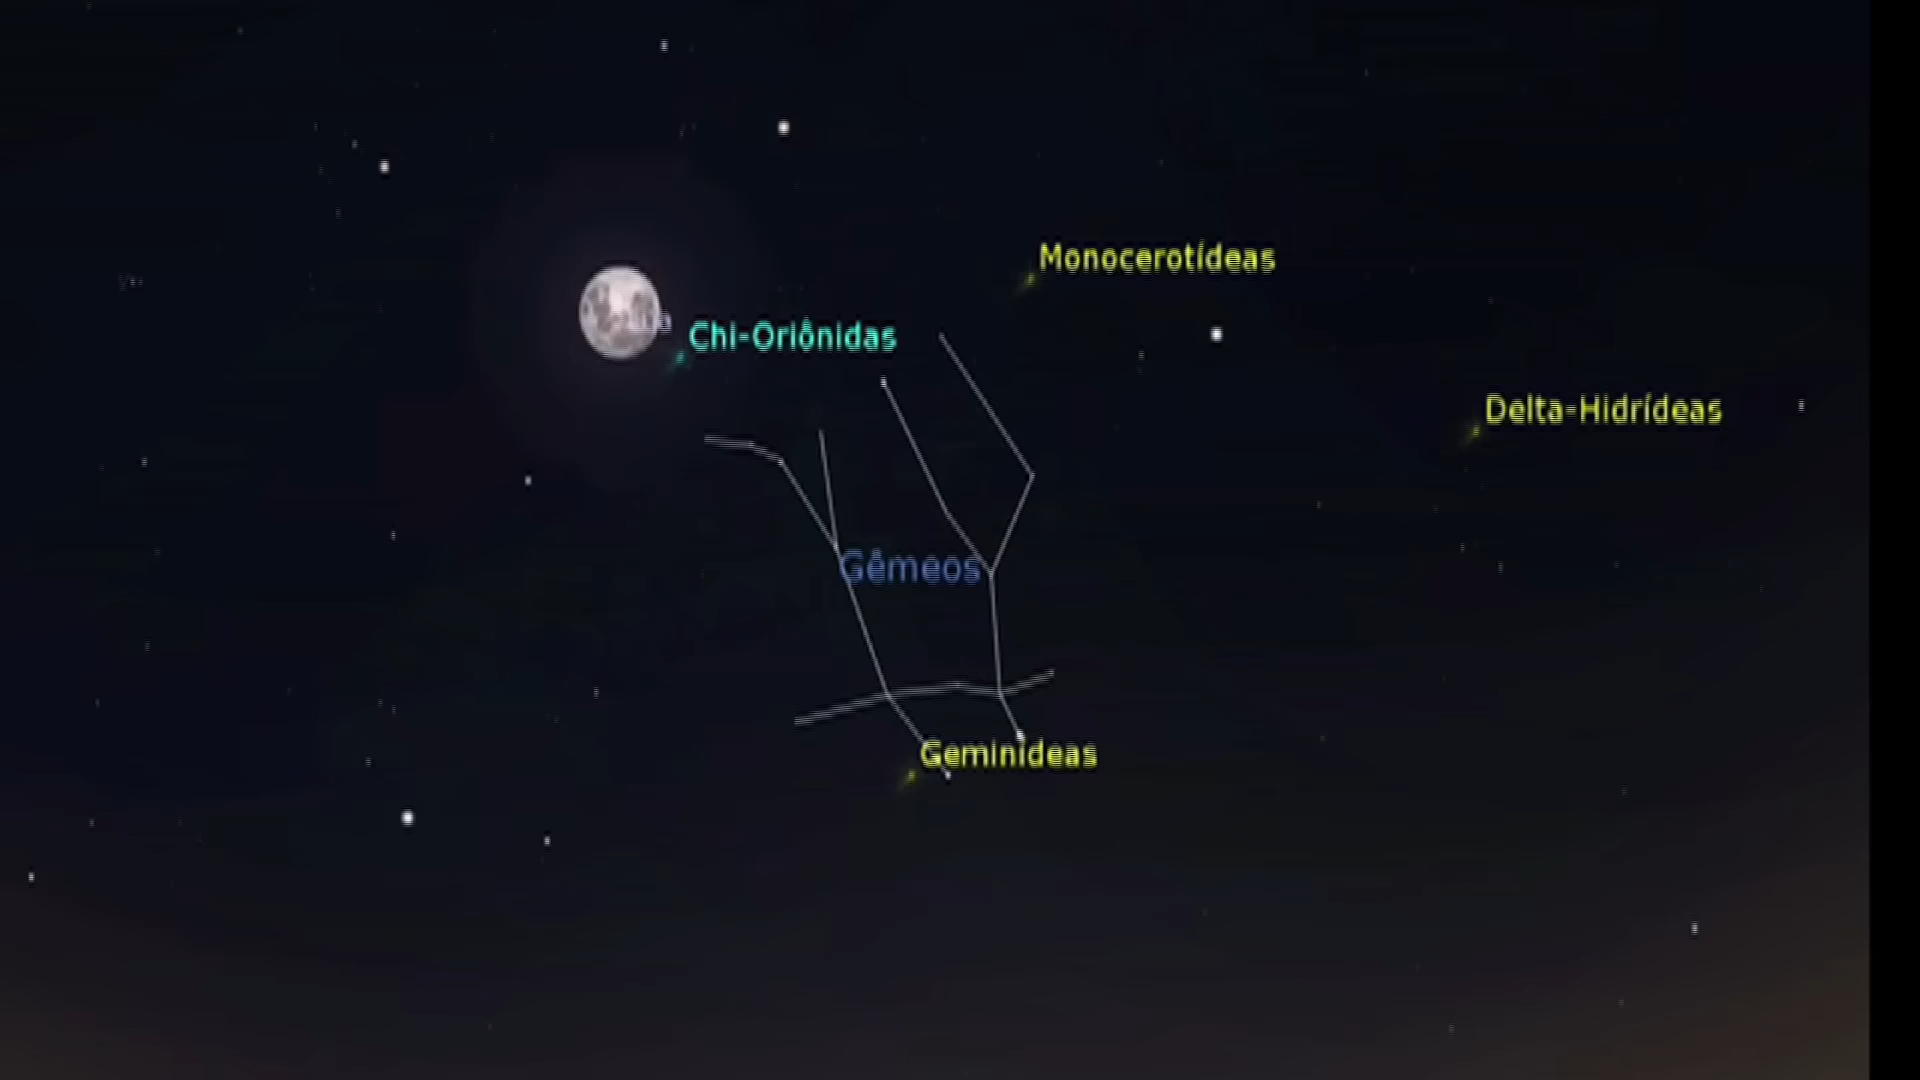 Monocerotídeas
Chi-Oriônidas
Delta-Hidrídeas
Gêmeos
Geminídeas